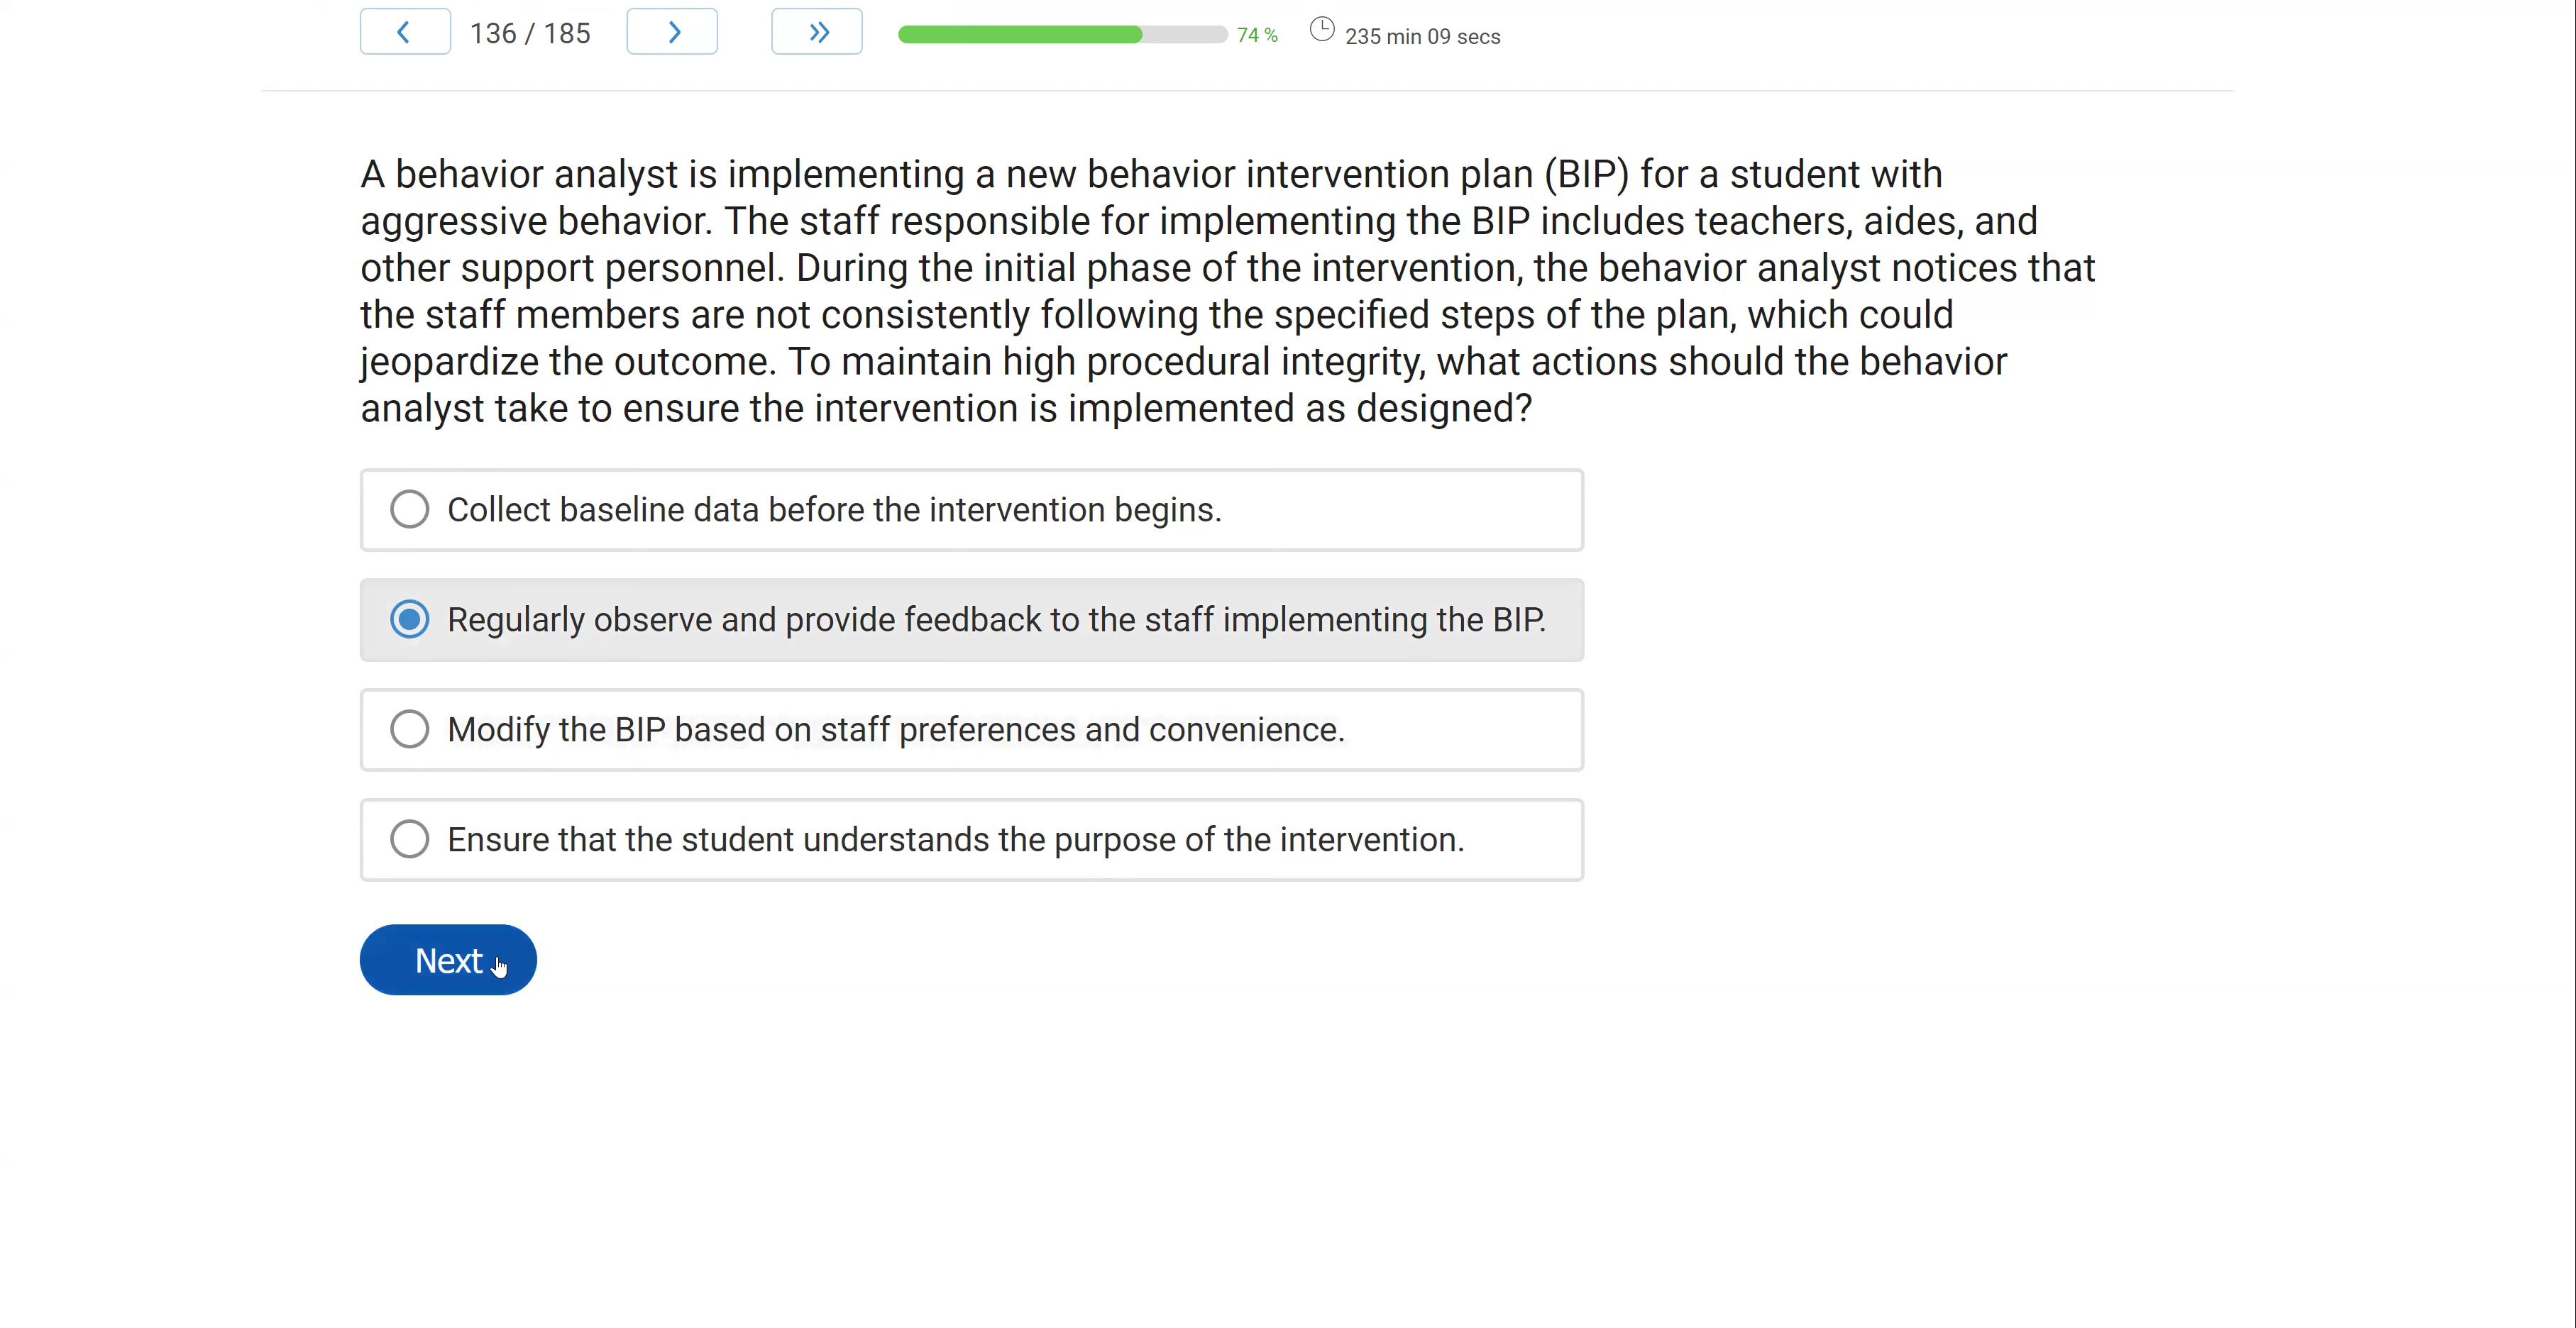 136 / 185
74 %
235 min 09 secs
A behavior analyst is implementing a new behavior intervention plan (BIP) for a student with
aggressive behavior. The staff responsible for implementing the BIP includes teachers, aides, and
other support personnel. During the initial phase of the intervention, the behavior analyst notices that
the staff members are not consistently following the specified steps of the plan, which could
jeopardize the outcome. To maintain high procedural integrity, what actions should the behavior
analyst take to ensure the intervention is implemented as designed?
Collect baseline data before the intervention begins.
Regularly observe and provide feedback to the staff implementing the BIP.
Modify the BIP based on staff preferences and convenience.
Ensure that the student understands the purpose of the intervention.
Next